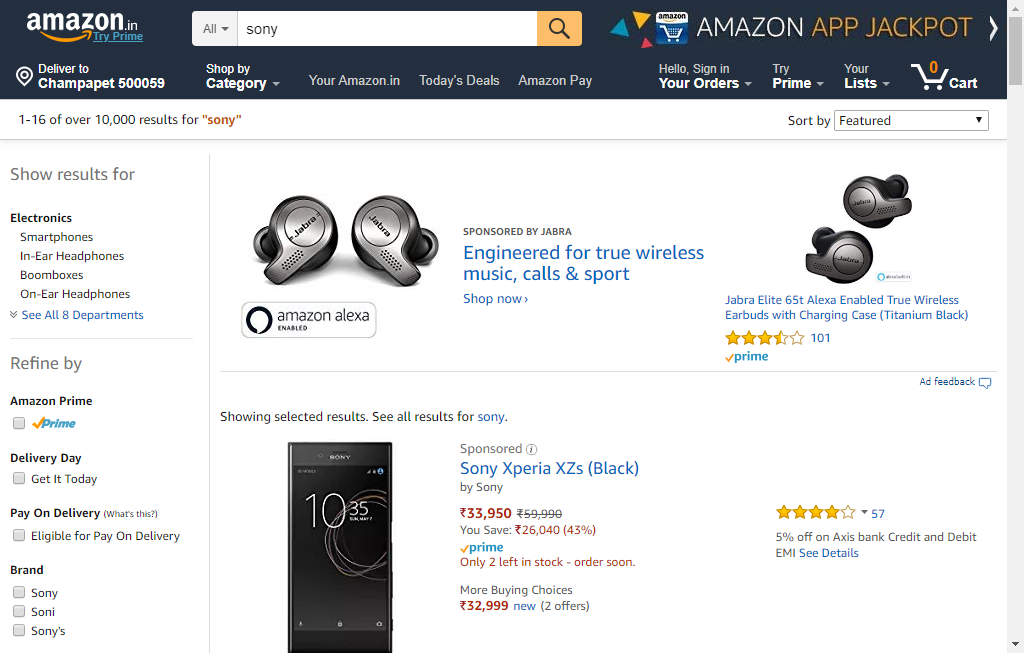 amazon.in
Try Prime
All
sony
amazon
AMAZON APP JACKPOT
Deliver to
Champapet 500059
Shop by
Category
Your Amazon.in
Today's Deals
Amazon Pay
Hello, Sign in
Your Orders
Try
Prime
Your
Lists
0
Cart
1-16 of over 10,000 results for "sony"
Sort by Featured
Show results for
Electronics
Smartphones
In-Ear Headphones
Boomboxes
On-Ear Headphones
See All 8 Departments
Refine by
Amazon Prime
Prime
Delivery Day
Get It Today
Pay On Delivery (What's this?)
Eligible for Pay On Delivery
Brand
Sony
Soni
Sony's
Jabra
Jabra
amazon alexa
ENABLED
SPONSORED BY JABRA
Engineered for true wireless
music, calls & sport
Shop now ›
Jabra
Jabra
Jabra Elite 65t Alexa Enabled True Wireless
Earbuds with Charging Case (Titanium Black)
101
prime
Ad feedback
Showing selected results. See all results for sony.
SONY
10:35
SUN, MAY 7
Sponsored
Sony Xperia XZs (Black)
by Sony
₹33,950 ₹59,990
You Save: ₹26,040 (43%)
prime
Only 2 left in stock - order soon.
More Buying Choices
₹32,999 new (2 offers)
57
5% off on Axis bank Credit and Debit
EMI See Details